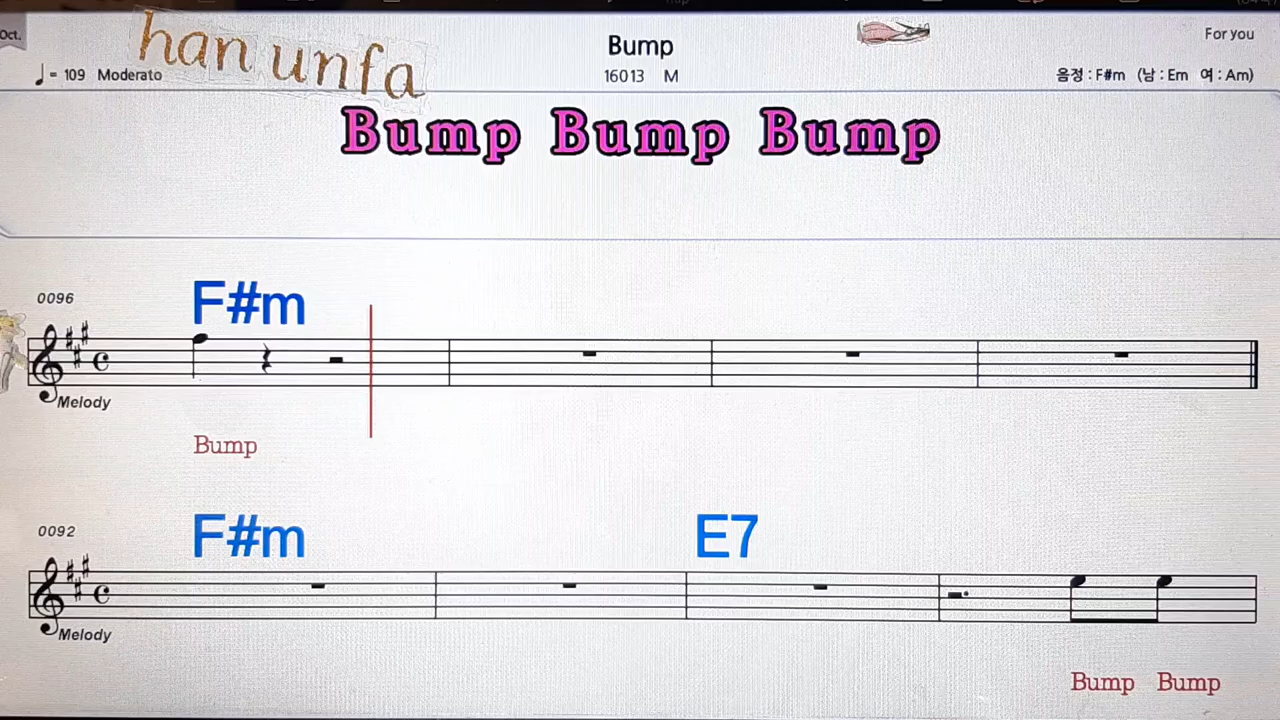 Oct.
han unfa
Bump
For you
= 109 Moderato
16013 M
음정 : F#m (남 : Em 여 : Am)
Bump Bump Bump
0096
F#m
Melody
Bump
0092
F#m E7
Melody
Bump Bump